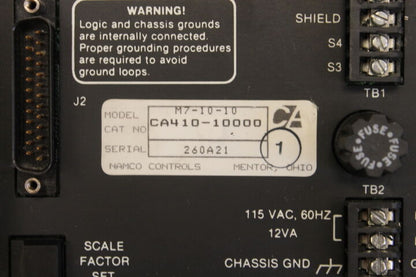 WARNING!
Logic and chassis grounds
are internally connected.
Proper grounding procedures
are required to avoid
ground loops.
SHIELD
S4
S3
TB1
J2
MODEL M7-10-10
CAT NO CA410-10000
CA
SERIAL 260A21
1
NAMCO CONTROLS MENTOR, OHIO
FUSE FUSE FUSE
TB2
115 VAC, 60HZ
12VA
CHASSIS GND
SCALE
FACTOR
SET